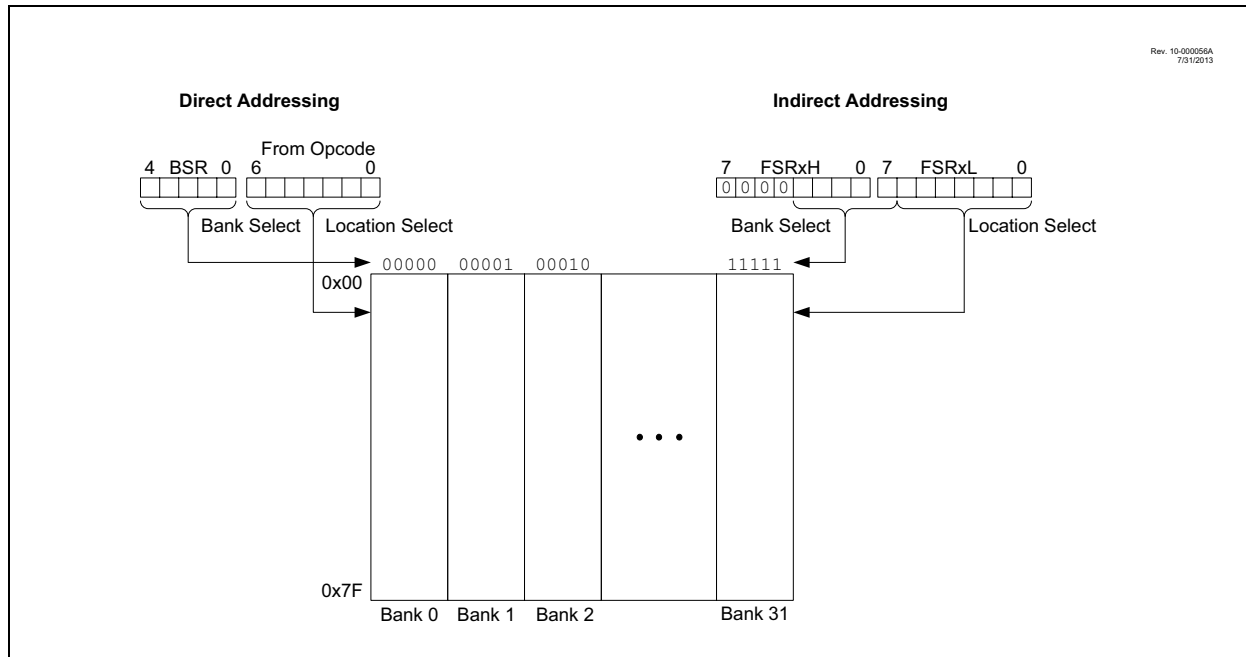 Rev. 10-000056A
7/31/2013
Direct Addressing
Indirect Addressing
From Opcode
4 BSR 0 6 0
7 FSRxH 0 7 FSRxL 0
0 0 0 0
Bank Select Location Select
Bank Select Location Select
00000 00001 00010 11111
0x00
• • •
0x7F
Bank 0 Bank 1 Bank 2 Bank 31